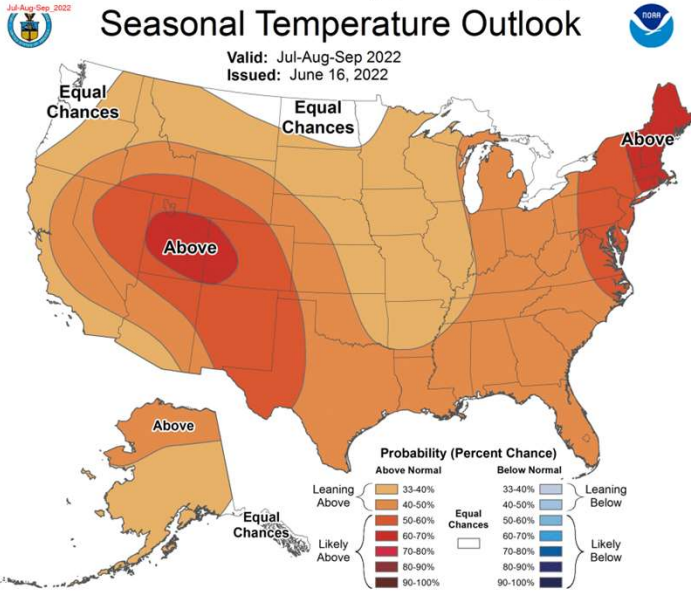 Jul-Aug-Sep_2022
Seasonal Temperature Outlook
NOAA
Valid: Jul-Aug-Sep 2022
Issued: June 16, 2022
Equal
Chances
Equal
Chances
Above
Above
Above
Equal
Chances
Probability (Percent Chance)
Above Normal
Below Normal
Leaning
Above
33-40%
40-50%
50-60%
60-70%
70-80%
80-90%
90-100%
Likely
Above
Equal
Chances
33-40%
40-50%
50-60%
60-70%
70-80%
80-90%
90-100%
Leaning
Below
Likely
Below